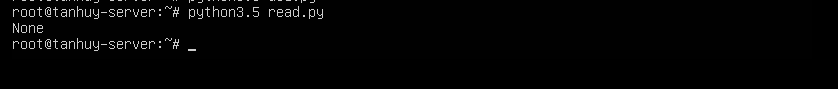 root@tanhuy-server:~# python3.5 read.py
None
root@tanhuy-server:~# _